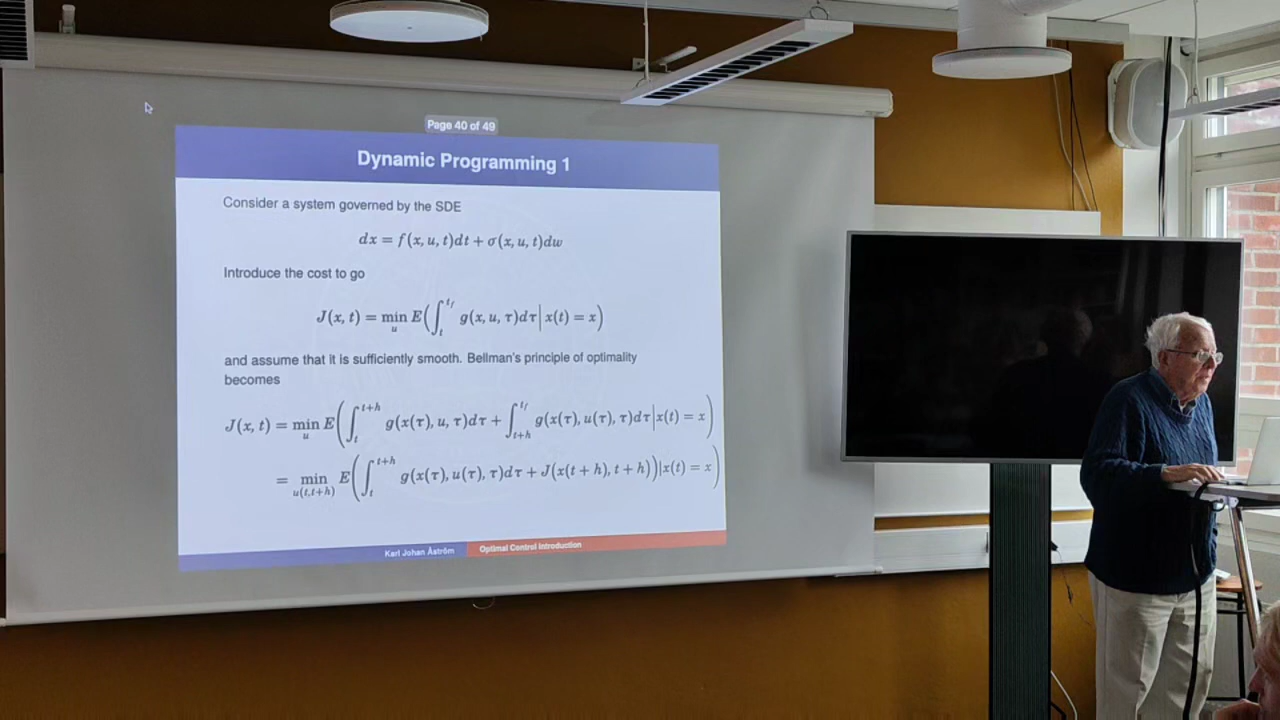 Page 40 of 49
Dynamic Programming 1
Consider a system governed by the SDE
dx = f(x, u, t)dt + σ(x, u, t)dw
Introduce the cost to go
J(x, t) = min_u E(∫_t^{t_f} g(x, u, τ)dτ| x(t) = x)
and assume that it is sufficiently smooth. Bellman's principle of optimality
becomes
J(x, t) = min_u E(∫_t^{t+h} g(x(τ), u, τ)dτ + ∫_{t+h}^{t_f} g(x(τ), u(τ), τ)dτ|x(t) = x)
= min_{u(t,t+h)} E(∫_t^{t+h} g(x(τ), u(τ), τ)dτ + J(x(t + h), t + h))|x(t) = x)
Karl Johan Åström Optimal Control Introduction